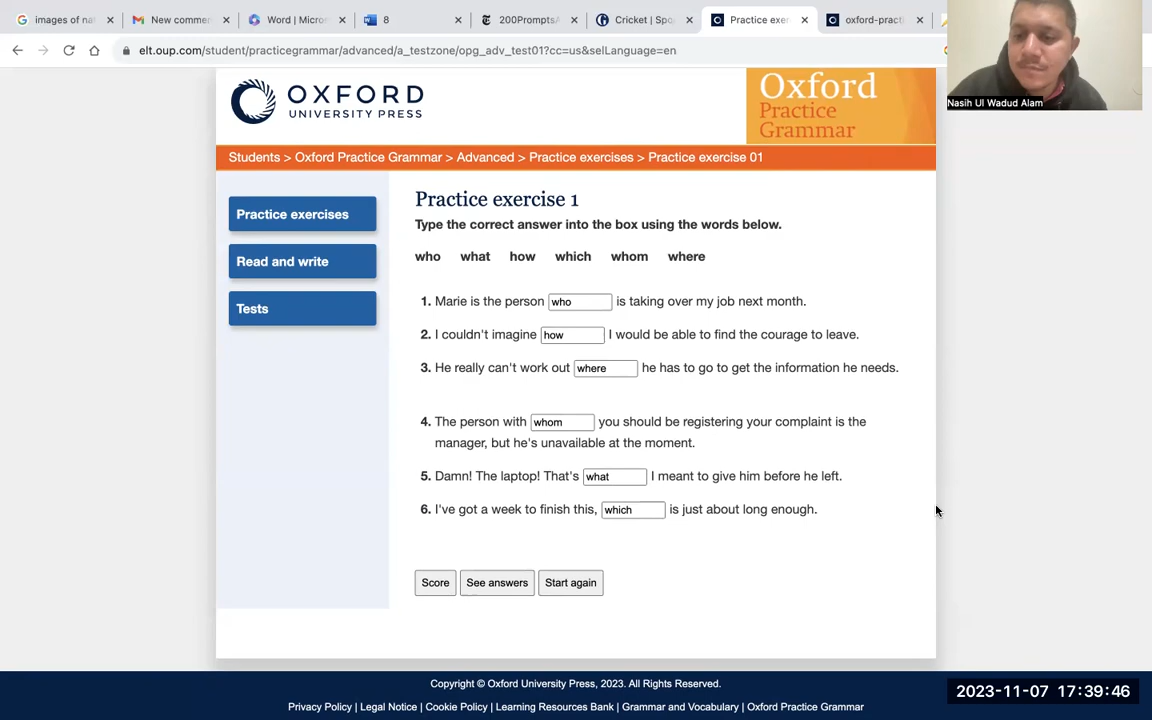 images of na
New commen
Word | Micros
8
200PromptsA
Cricket | Spo
Practice exer
oxford-practi
elt.oup.com/student/practicegrammar/advanced/a_testzone/opg_adv_test01?cc=us&selLanguage=en
Nasih Ul Wadud Alam
OXFORD
UNIVERSITY PRESS
Oxford
Practice
Grammar
Students > Oxford Practice Grammar > Advanced > Practice exercises > Practice exercise 01
Practice exercises
Read and write
Tests
Practice exercise 1
Type the correct answer into the box using the words below.
who what how which whom where
1. Marie is the person who is taking over my job next month.
2. I couldn't imagine how I would be able to find the courage to leave.
3. He really can't work out where he has to go to get the information he needs.
4. The person with whom you should be registering your complaint is the
manager, but he's unavailable at the moment.
5. Damn! The laptop! That's what I meant to give him before he left.
6. I've got a week to finish this, which is just about long enough.
Score See answers Start again
Copyright © Oxford University Press, 2023. All Rights Reserved.
Privacy Policy | Legal Notice | Cookie Policy | Learning Resources Bank | Grammar and Vocabulary | Oxford Practice Grammar
2023-11-07 17:39:46